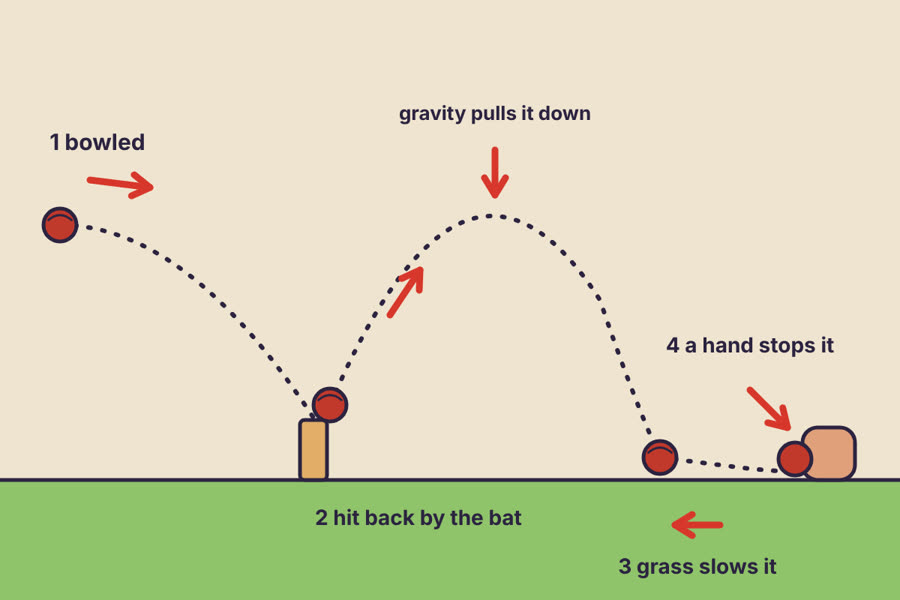 1 bowled
gravity pulls it down
4 a hand stops it
2 hit back by the bat
3 grass slows it